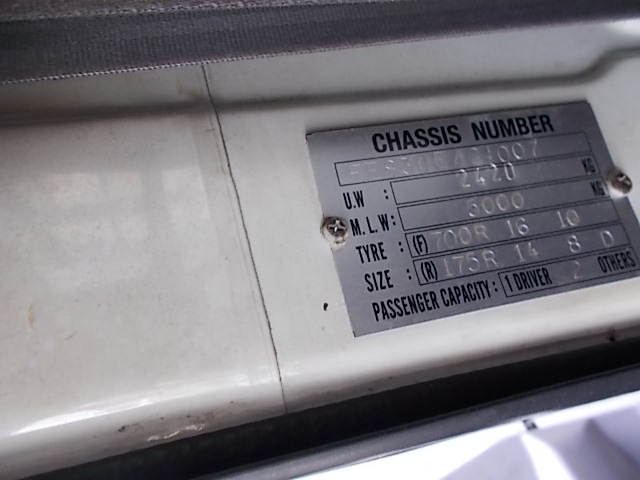 CHASSIS NUMBER
U.W : 2420 KG
M.L.W: 5000 KG
TYRE : (F) 700R 16 10
SIZE : (R) 175R 14 8 D
PASSENGER CAPACITY: 1 DRIVER 2 OTHERS